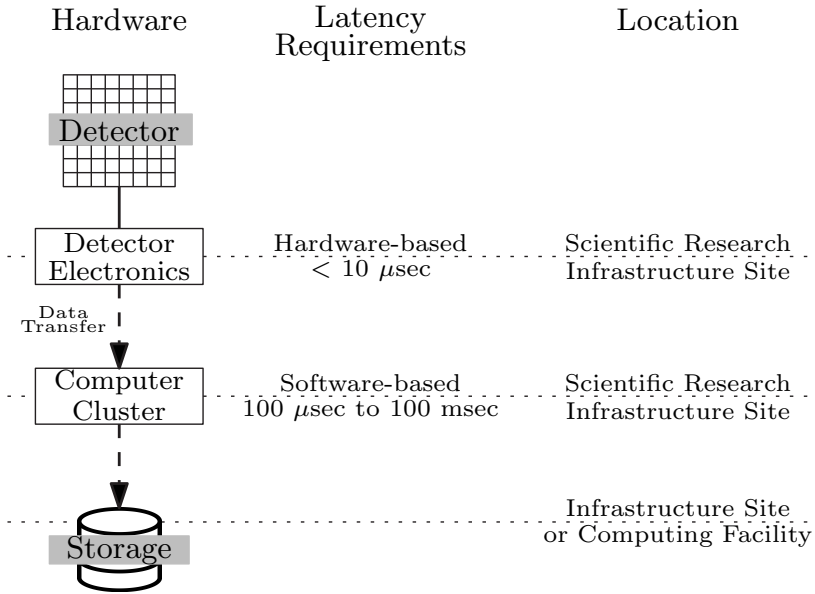 Hardware
Latency
Requirements
Location
Detector
Detector
Electronics
Hardware-based
< 10 μsec
Scientific Research
Infrastructure Site
Data
Transfer
Computer
Cluster
Software-based
100 μsec to 100 msec
Scientific Research
Infrastructure Site
Storage
Infrastructure Site
or Computing Facility